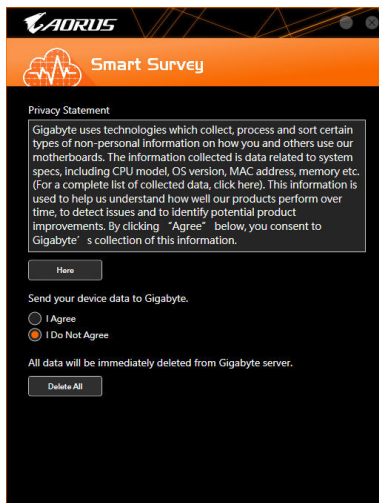 AORUS
Smart Survey
Privacy Statement
Gigabyte uses technologies which collect, process and sort certain
types of non-personal information on how you and others use our
motherboards. The information collected is data related to system
specs, including CPU model, OS version, MAC address, memory etc.
(For a complete list of collected data, click here). This information is
used to help us understand how well our products perform over
time, to detect issues and to identify potential product
improvements. By clicking “Agree” below, you consent to
Gigabyte’ s collection of this information.
Here
Send your device data to Gigabyte.
I Agree
I Do Not Agree
All data will be immediately deleted from Gigabyte server.
Delete All